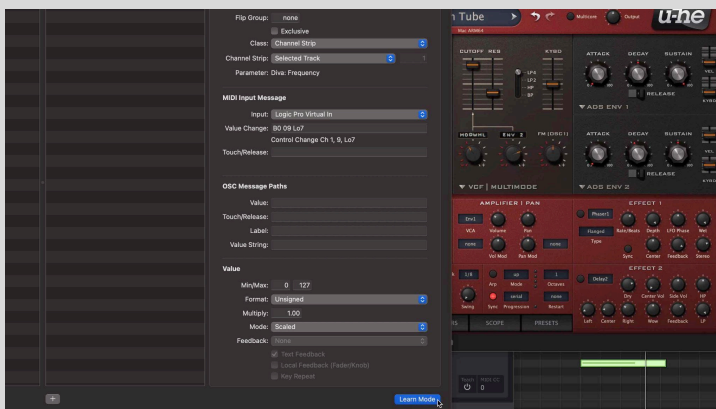 Flip Group: none
Exclusive
Class: Channel Strip
Channel Strip: Selected Track 1
Parameter: Diva: Frequency
MIDI Input Message
Input: Logic Pro Virtual In
Value Change: B0 09 Lo7
Control Change Ch 1, 9, Lo7
Touch/Release:
OSC Message Paths
Value:
Touch/Release:
Label:
Value String:
Value
Min/Max: 0 127
Format: Unsigned
Multiply: 1.00
Mode: Scaled
Feedback: None
Text Feedback
Local Feedback (Fader/Knob)
Key Repeat
+
Learn Mode
n Tube
Multicore
Output
u-he
CUTOFF RES KYBD
LP4
LP2
HP
BP
MODWHL ENV 2 FM (OSC1)
VCF | MULTIMODE
ATTACK DECAY SUSTAIN
RELEASE
VEL
KYBD
ADS ENV 1
ATTACK DECAY SUSTAIN
RELEASE
VEL
KYBD
ADS ENV 2
AMPLIFIER | PAN
Env1
VCA Volume Pan
none none
Vol Mod Pan Mod
1/8 up 1
Arp Mode Octaves
serial none
Swing Sync Progression Restart
RS SCOPE PRESETS
EFFECT 1
Phaser1
Flanged Rate/Beats Depth LFO Phase Wet
Type
Sync Center Feedback Stereo
EFFECT 2
Delay2
Dry Center Vol Side Vol HP
Left Center Right Wow Feedback LP
0